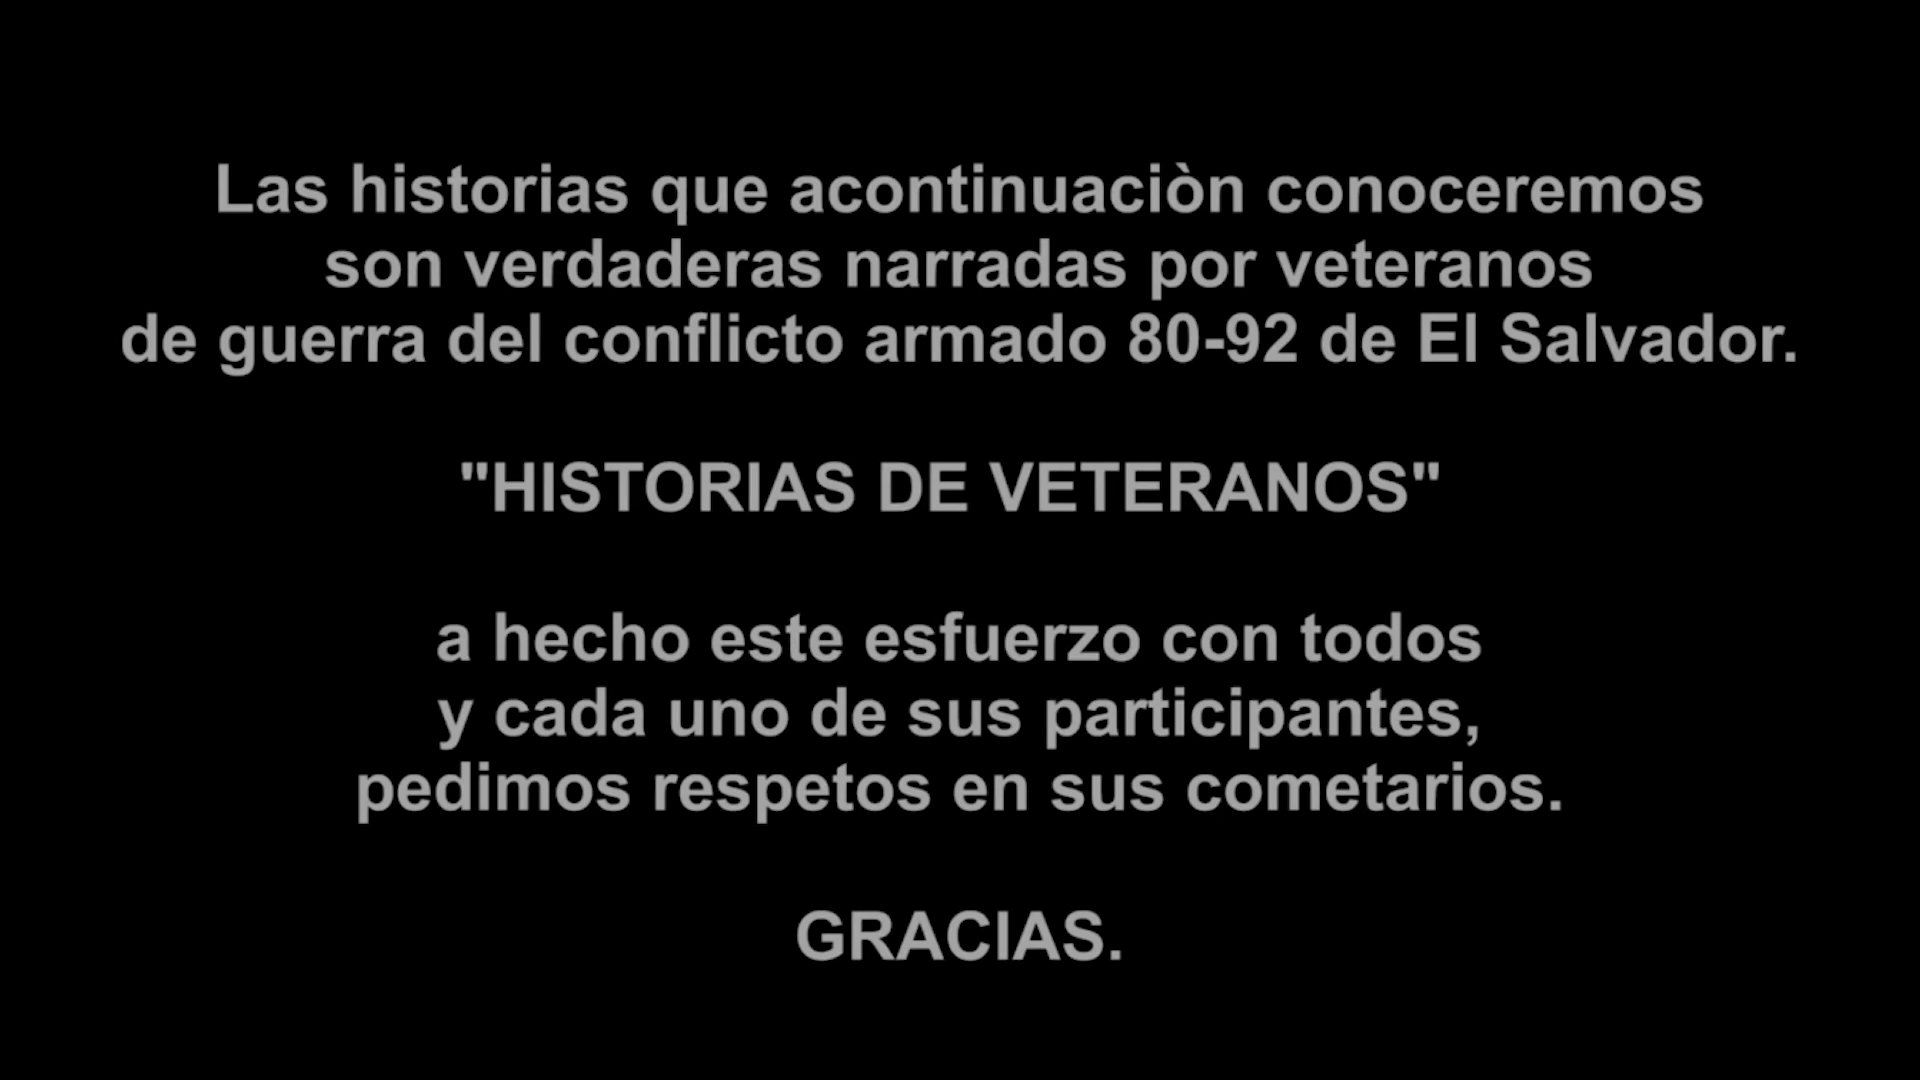 Las historias que acontinuaciòn conoceremos
son verdaderas narradas por veteranos
de guerra del conflicto armado 80-92 de El Salvador.
"HISTORIAS DE VETERANOS"
a hecho este esfuerzo con todos
y cada uno de sus participantes,
pedimos respetos en sus cometarios.
GRACIAS.